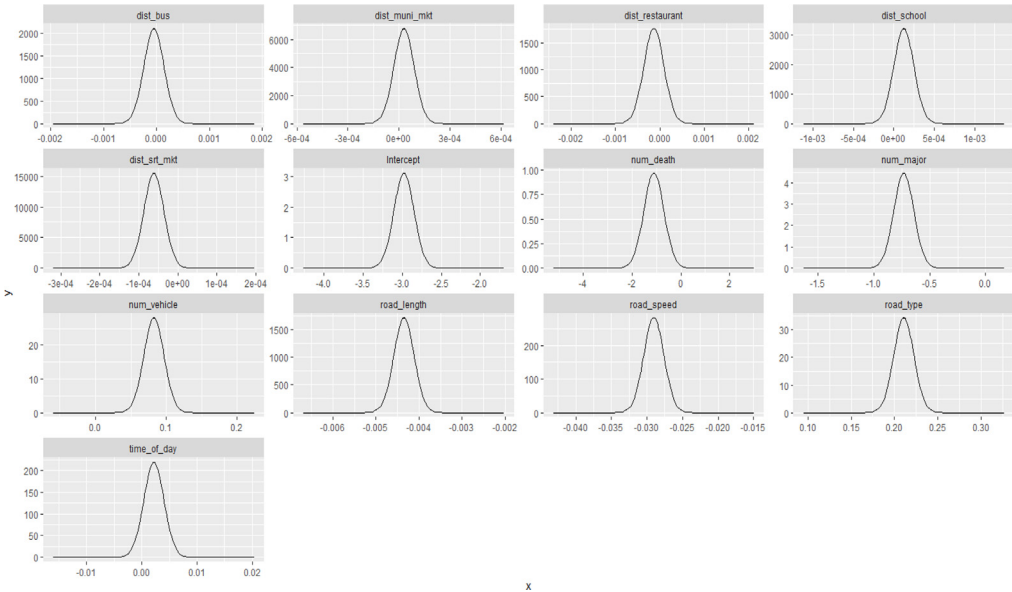 dist_bus
dist_muni_mkt
dist_restaurant
dist_school
2000
1500
1000
500
0
6000
4000
2000
0
1500
1000
500
0
3000
2000
1000
0
-0.002 -0.001 0.000 0.001 0.002
-6e-04 -3e-04 0e+00 3e-04 6e-04
-0.002 -0.001 0.000 0.001 0.002
-1e-03 -5e-04 0e+00 5e-04 1e-03
dist_srt_mkt
Intercept
num_death
num_major
15000
10000
5000
0
3
2
1
0
1.00
0.75
0.50
0.25
0.00
4
3
2
1
0
-3e-04 -2e-04 -1e-04 0e+00 1e-04 2e-04
-4.0 -3.5 -3.0 -2.5 -2.0
-4 -2 0 2
-1.5 -1.0 -0.5 0.0
y
num_vehicle
road_length
road_speed
road_type
20
10
0
1500
1000
500
0
200
100
0
30
20
10
0
0.0 0.1 0.2
-0.006 -0.005 -0.004 -0.003 -0.002
-0.040 -0.035 -0.030 -0.025 -0.020 -0.015
0.10 0.15 0.20 0.25 0.30
time_of_day
200
150
100
50
0
-0.01 0.00 0.01 0.02
x